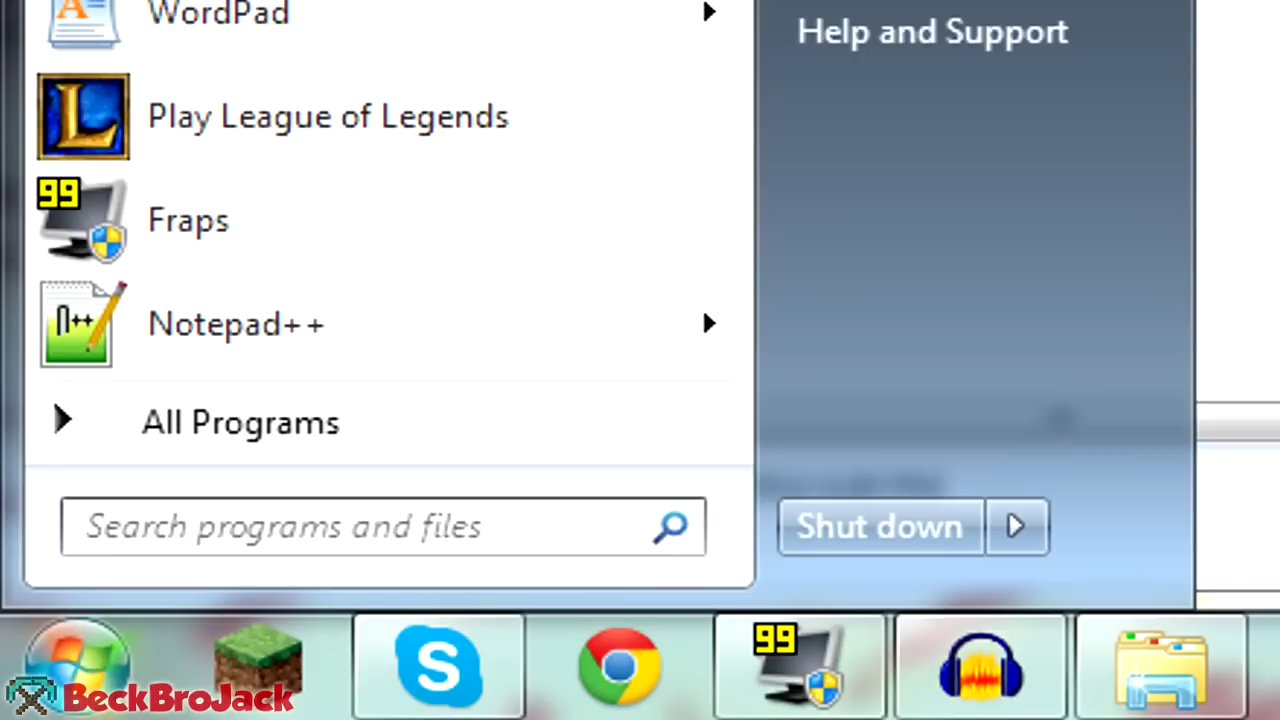 WordPad
Help and Support
Play League of Legends
99
Fraps
n++
Notepad++
All Programs
Search programs and files
Shut down
99
BeckBroJack